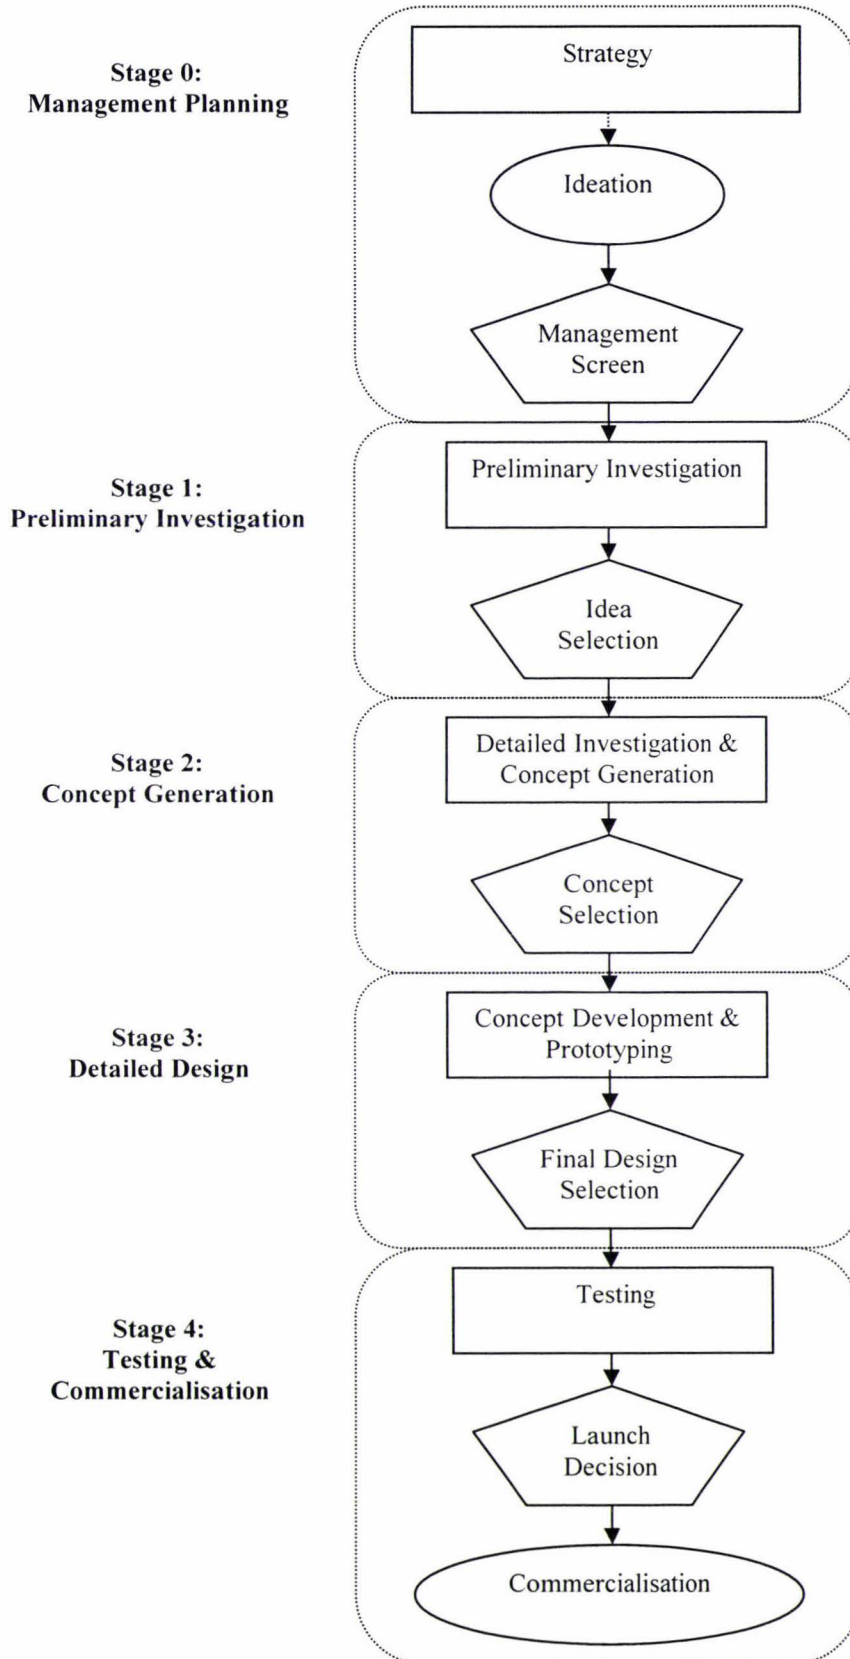 Stage 0:
Management Planning
Strategy
Ideation
Management
Screen
Stage 1:
Preliminary Investigation
Preliminary Investigation
Idea
Selection
Stage 2:
Concept Generation
Detailed Investigation &
Concept Generation
Concept
Selection
Stage 3:
Detailed Design
Concept Development &
Prototyping
Final Design
Selection
Stage 4:
Testing &
Commercialisation
Testing
Launch
Decision
Commercialisation